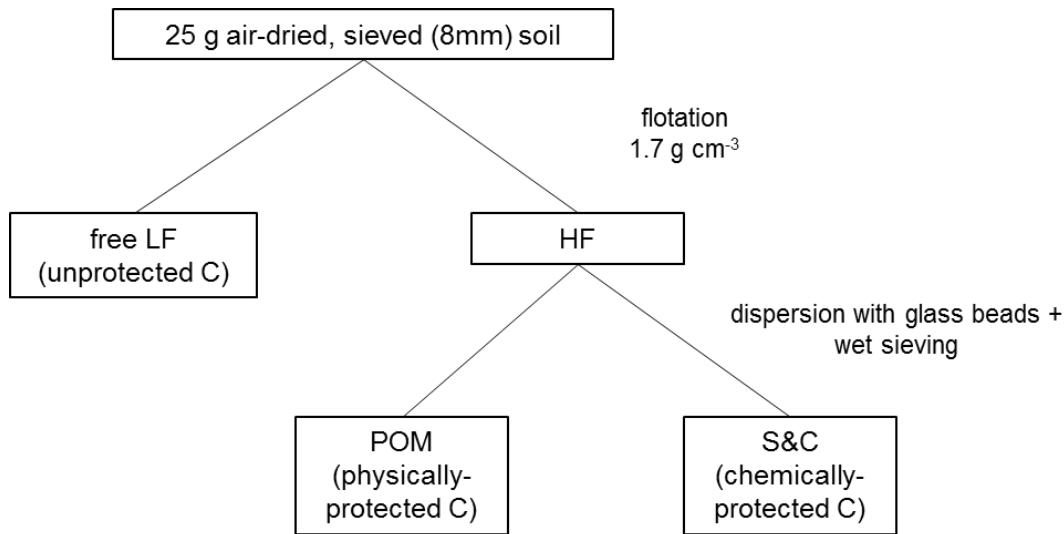 25 g air-dried, sieved (8mm) soil
flotation
1.7 g cm⁻³
free LF
(unprotected C)
HF
dispersion with glass beads +
wet sieving
POM
(physically-
protected C)
S&C
(chemically-
protected C)